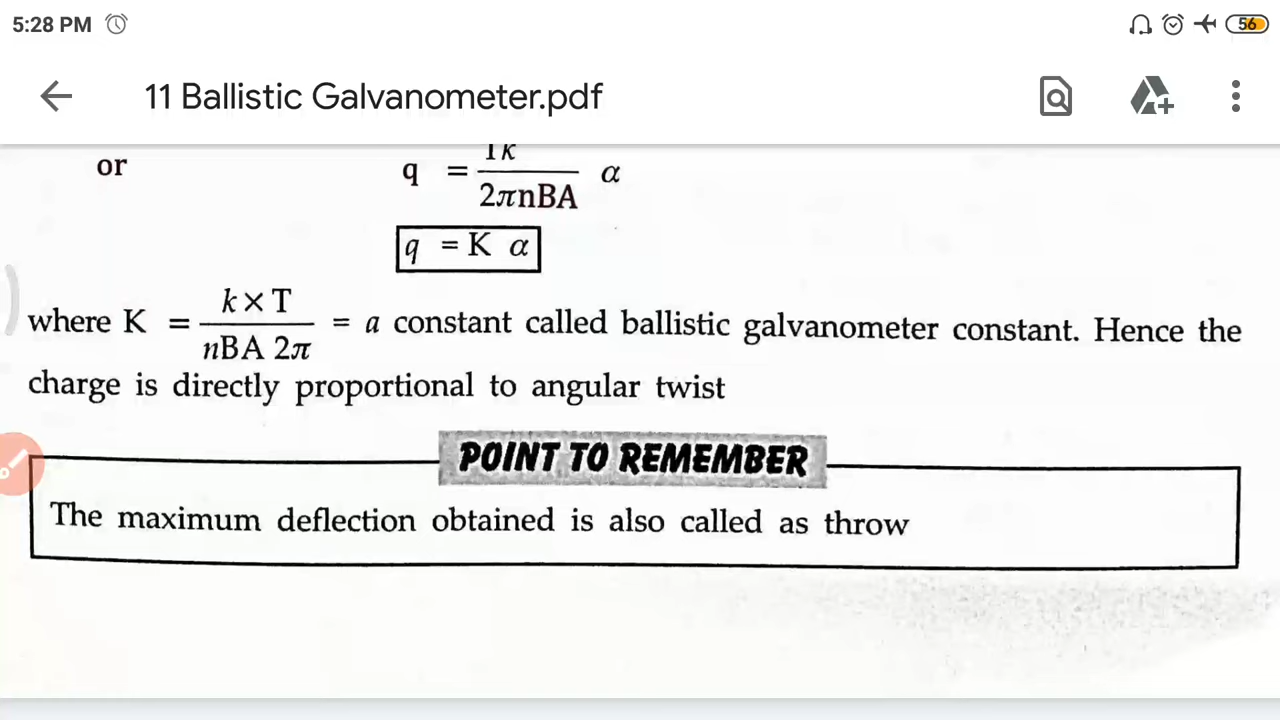 5:28 PM 56
11 Ballistic Galvanometer.pdf
or q = Tk / 2πnBA α
q = K α
where K = k × T / nBA 2π = a constant called ballistic galvanometer constant. Hence the
charge is directly proportional to angular twist
POINT TO REMEMBER
The maximum deflection obtained is also called as throw